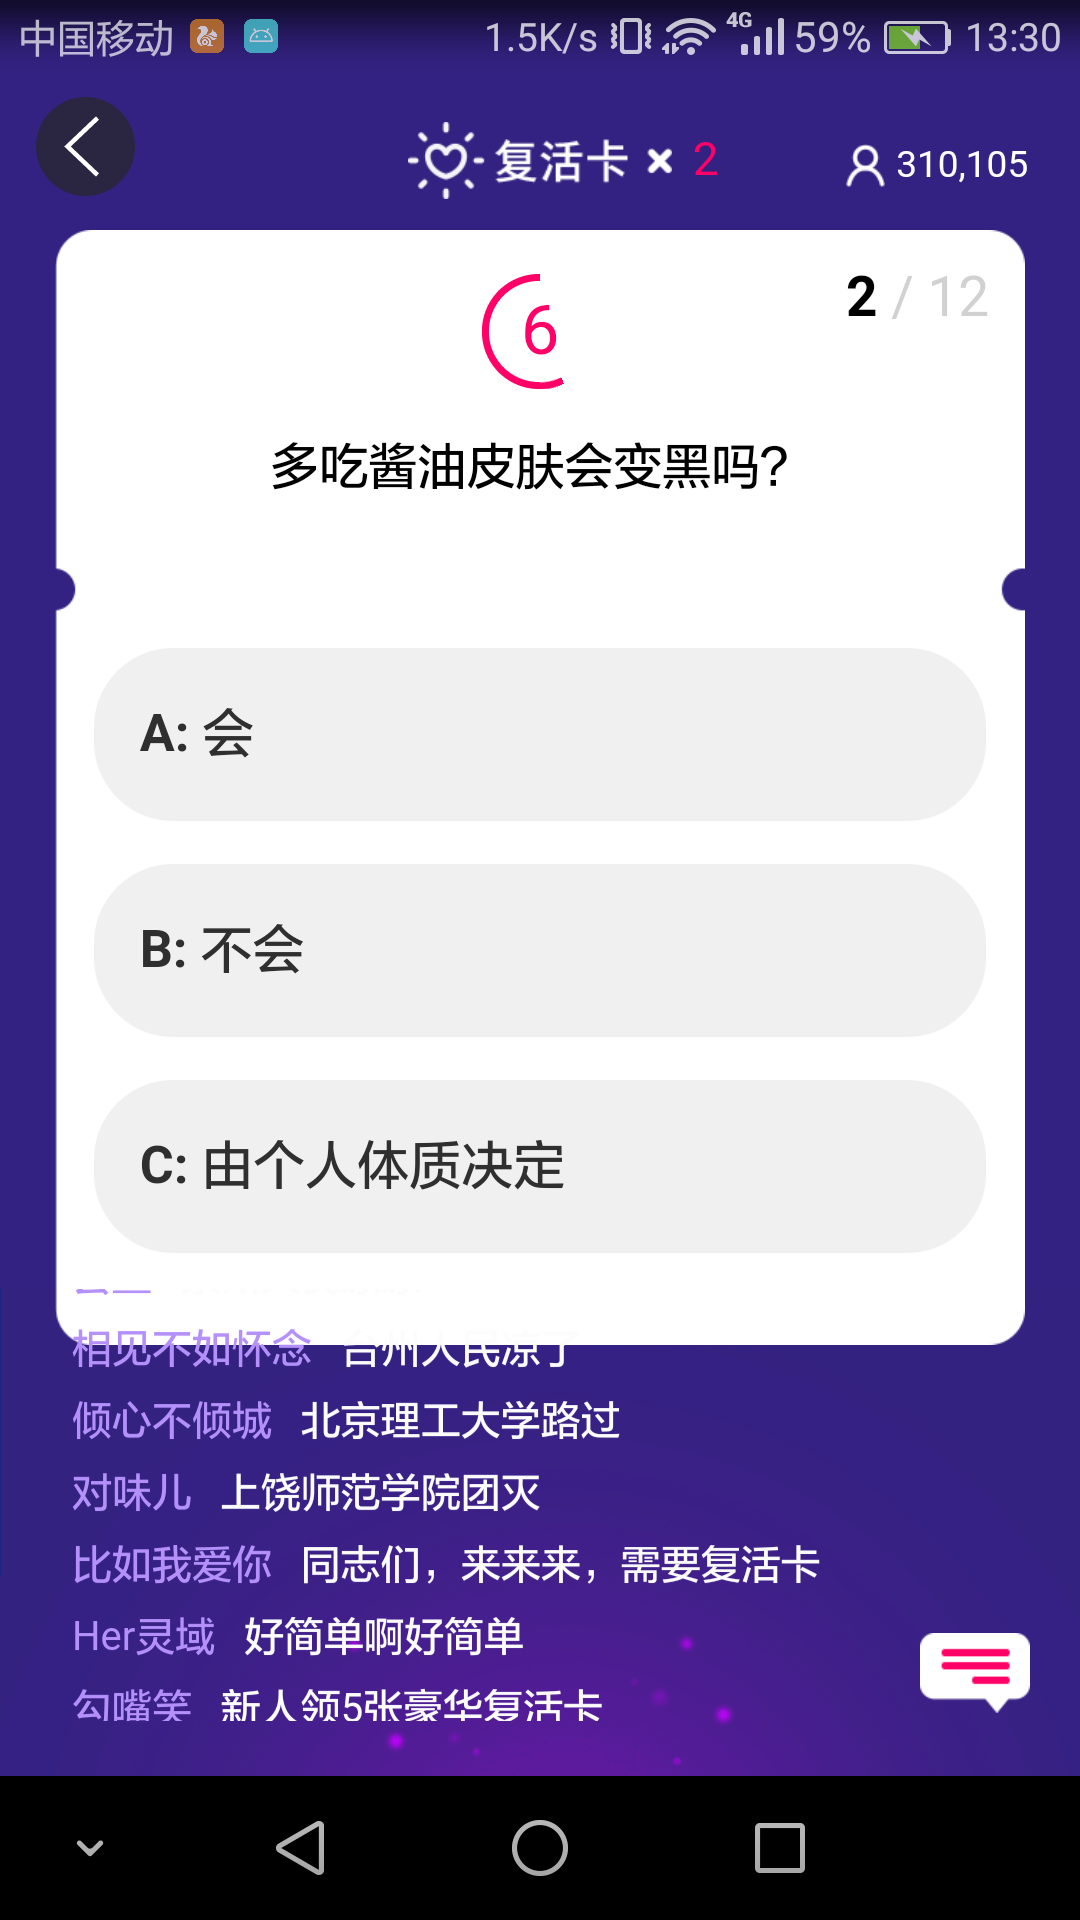 中国移动 1.5K/s 4G 59% 13:30
复活卡 × 2 310,105
6 2 / 12
多吃酱油皮肤会变黑吗?
A: 会
B: 不会
C: 由个人体质决定
相见不如怀念 台州人民凉了
倾心不倾城 北京理工大学路过
对味儿 上饶师范学院团灭
比如我爱你 同志们，来来来，需要复活卡
Her灵域 好简单啊好简单
勾嘴笑 新人领5张豪华复活卡